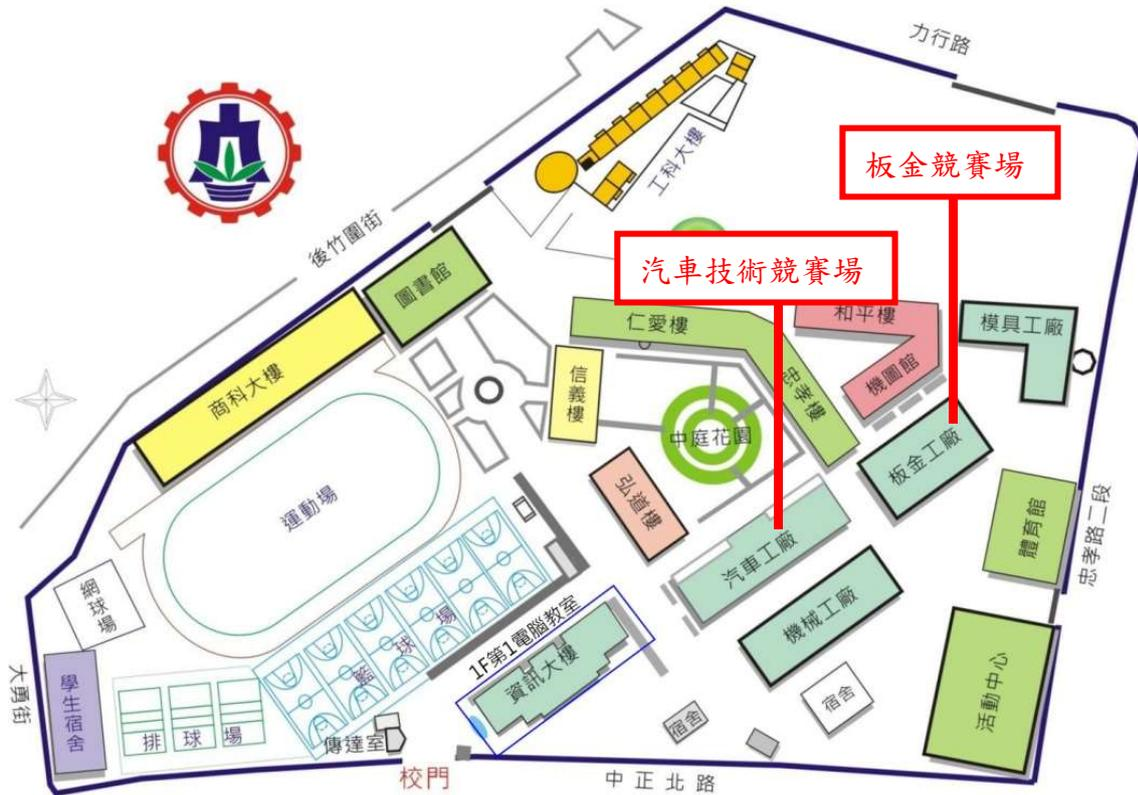 力行路
板金競賽場
工科大樓
後竹圍街
汽車技術競賽場
圖書館
仁愛樓
和平樓
模具工廠
商科大樓
信義樓
機圖館
忠孝樓
中庭花園
板金工廠
弘道樓
運動場
體育館
忠孝路二段
汽車工廠
網球場
機械工廠
籃球場
1F第1電腦教室
資訊大樓
大勇街
學生宿舍
宿舍
活動中心
宿舍
排球場
傳達室
校門
中正北路